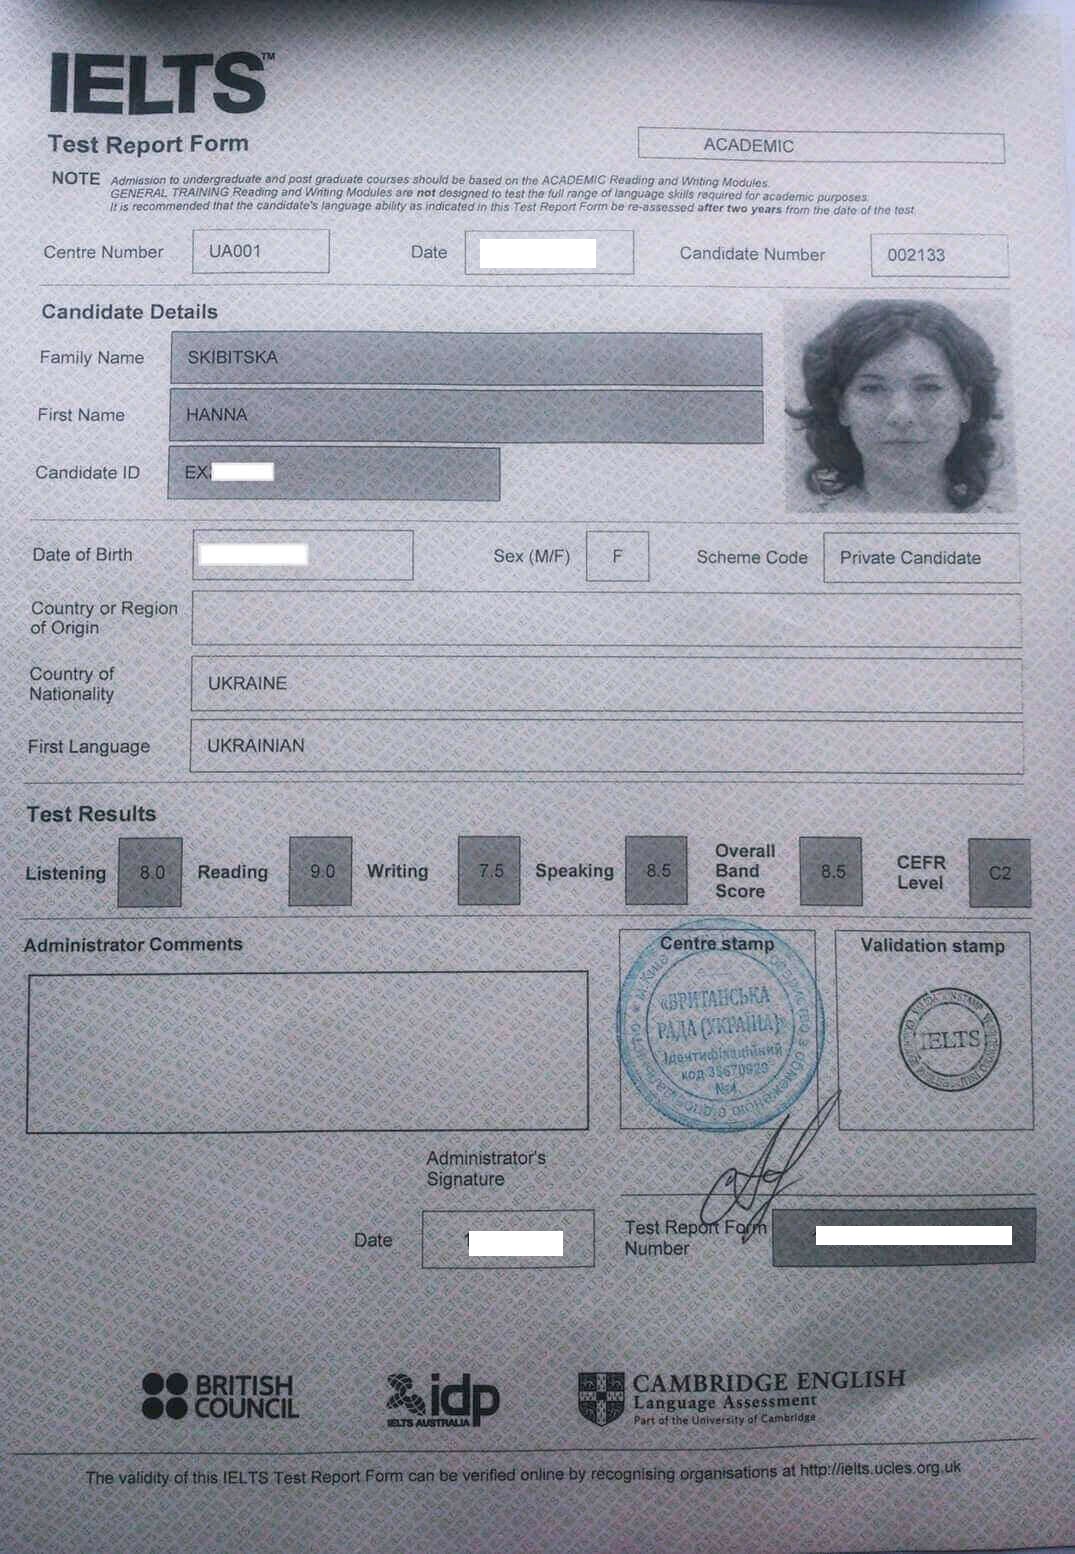 IELTS™
Test Report Form
ACADEMIC
NOTE Admission to undergraduate and post graduate courses should be based on the ACADEMIC Reading and Writing Modules.
GENERAL TRAINING Reading and Writing Modules are not designed to test the full range of language skills required for academic purposes.
It is recommended that the candidate's language ability as indicated in this Test Report Form be re-assessed after two years from the date of the test.
Centre Number UA001 Date Candidate Number 002133
Candidate Details
Family Name SKIBITSKA
First Name HANNA
Candidate ID EX
Date of Birth Sex (M/F) F Scheme Code Private Candidate
Country or Region
of Origin
Country of
Nationality UKRAINE
First Language UKRAINIAN
Test Results
Listening 8.0 Reading 9.0 Writing 7.5 Speaking 8.5 Overall Band Score 8.5 CEFR Level C2
Administrator Comments
Centre stamp
«БРИТАНСЬКА
РАДА (УКРАЇНА)»
Ідентифікаційний
код 38670929
№4
Validation stamp
IELTS
Administrator's
Signature
Date
Test Report Form
Number
BRITISH
COUNCIL
idp
IELTS AUSTRALIA
CAMBRIDGE ENGLISH
Language Assessment
Part of the University of Cambridge
The validity of this IELTS Test Report Form can be verified online by recognising organisations at http://ielts.ucles.org.uk